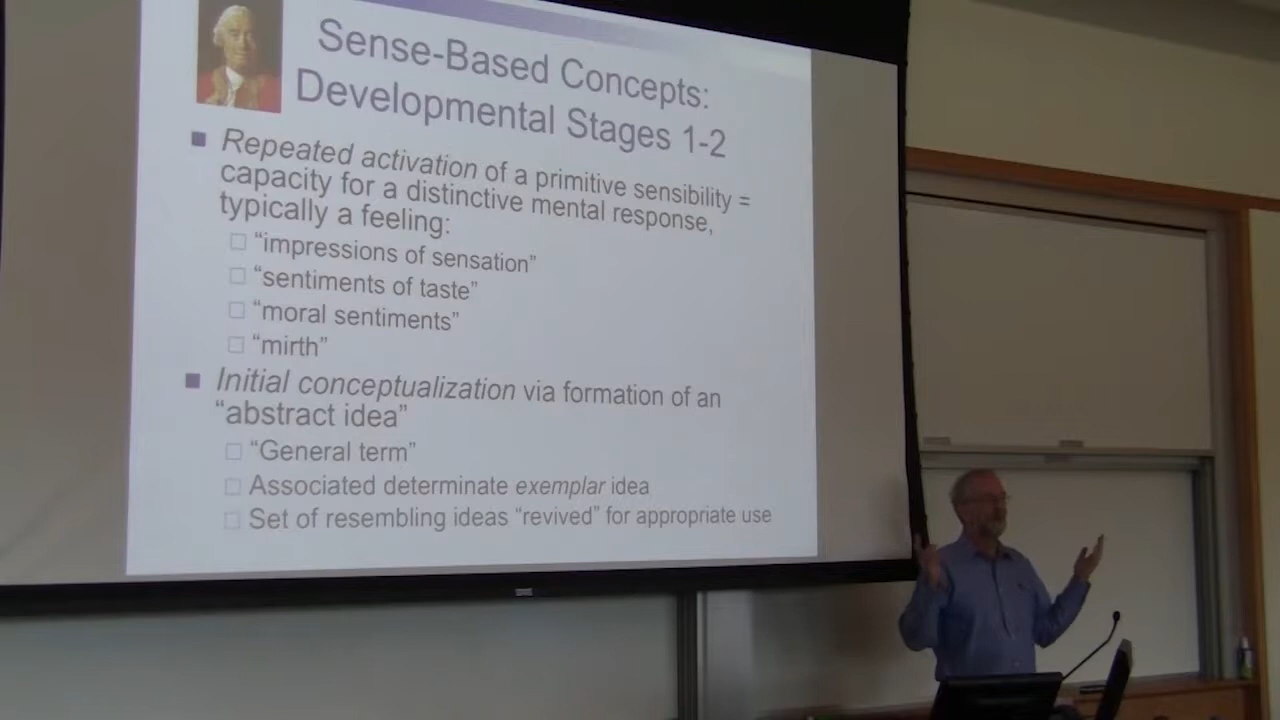 Sense-Based Concepts:
Developmental Stages 1-2
Repeated activation of a primitive sensibility =
capacity for a distinctive mental response,
typically a feeling:
“impressions of sensation”
“sentiments of taste”
“moral sentiments”
“mirth”
Initial conceptualization via formation of an
“abstract idea”
“General term”
Associated determinate exemplar idea
Set of resembling ideas “revived” for appropriate use